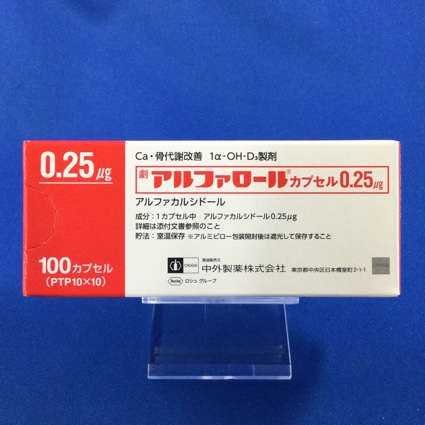 0.25μg
Ca・骨代謝改善 1α-OH-D₃製剤
劇 アルファロール®カプセル0.25μg
アルファカルシドール
成分：1カプセル中 アルファカルシドール0.25μg
詳細は添付文書参照のこと
貯法：室温保存 ※アルミピロー包装開封後は遮光して保存すること
100カプセル
(PTP10×10)
製造販売元
CHUGAI 中外製薬株式会社 東京都中央区日本橋室町2-1-1
Roche ロシュ グループ